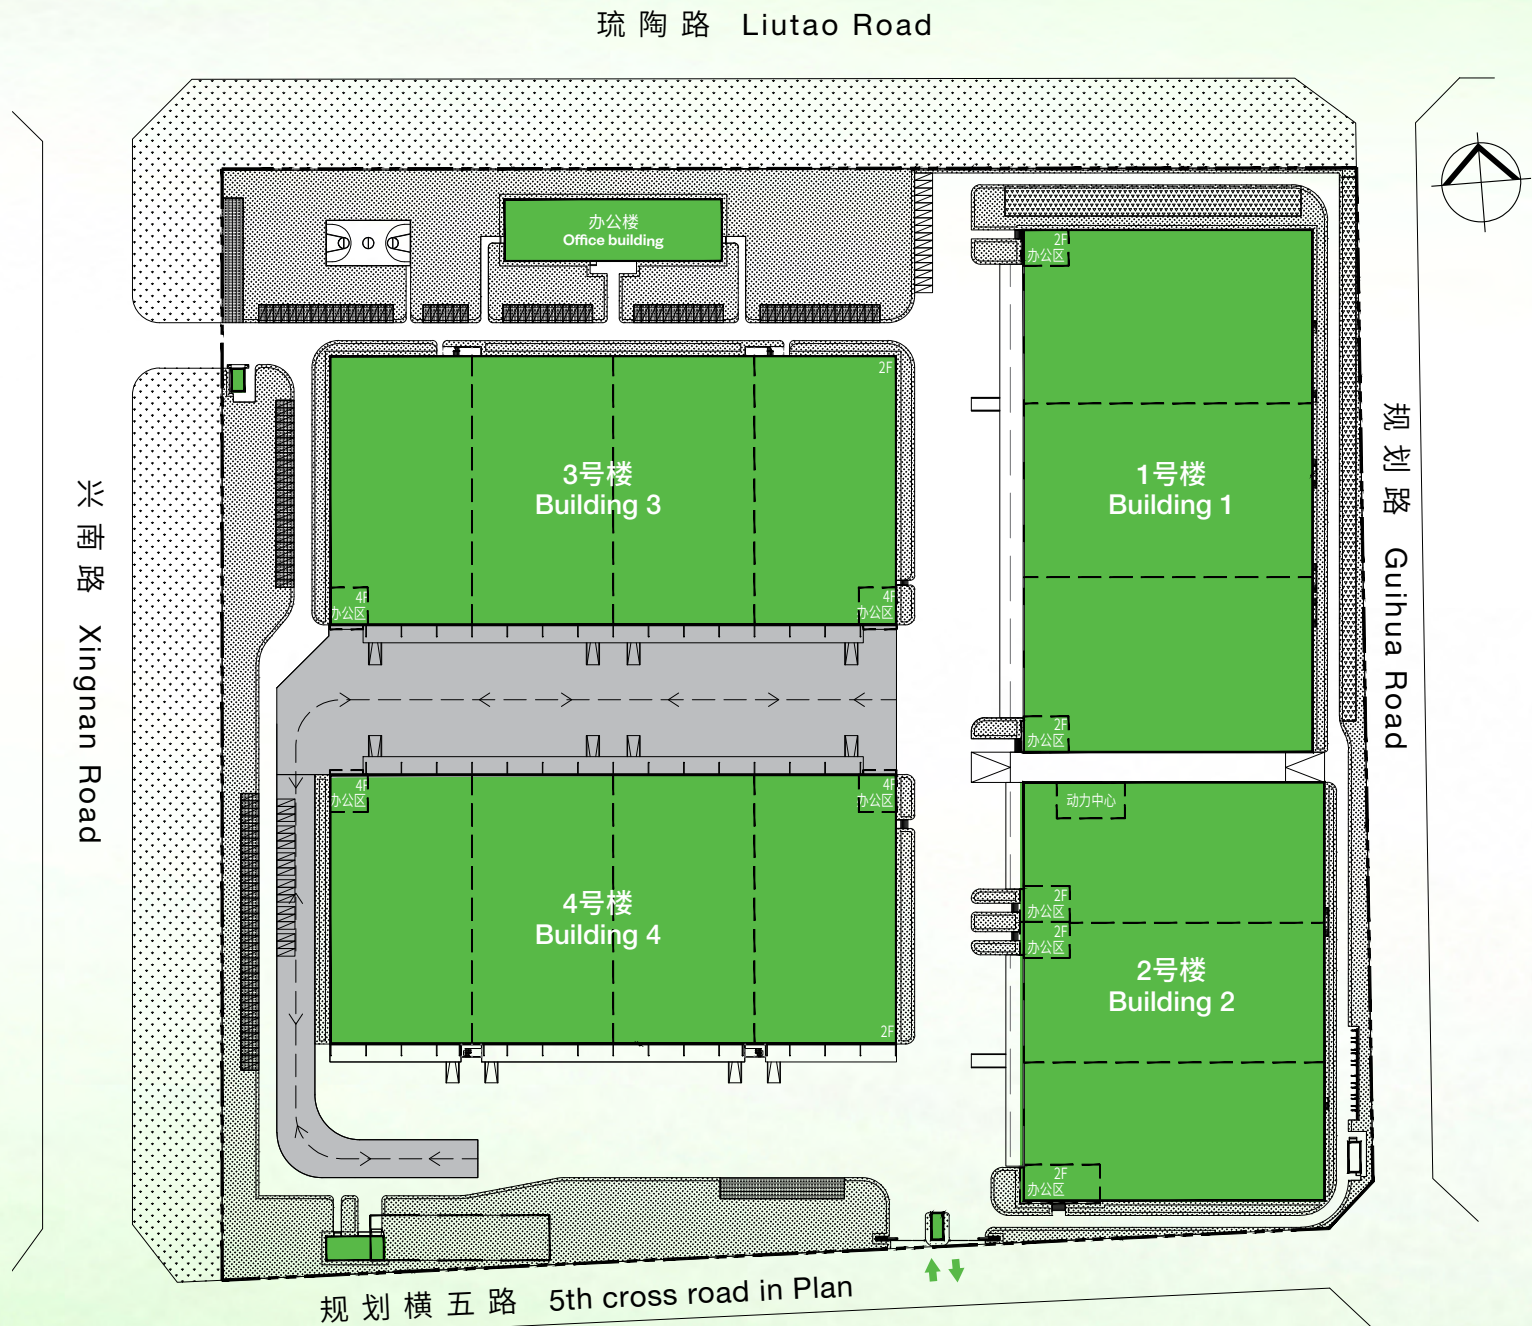 琉陶路 Liutao Road
办公楼
Office building
2F
办公区
2F
3号楼
Building 3
1号楼
Building 1
兴南路 Xingnan Road
规划路 Guihua Road
4F
办公区
4F
办公区
2F
办公区
4F
办公区
4F
办公区
动力中心
2F
办公区
2F
办公区
4号楼
Building 4
2号楼
Building 2
2F
2F
办公区
规划横五路 5th cross road in Plan